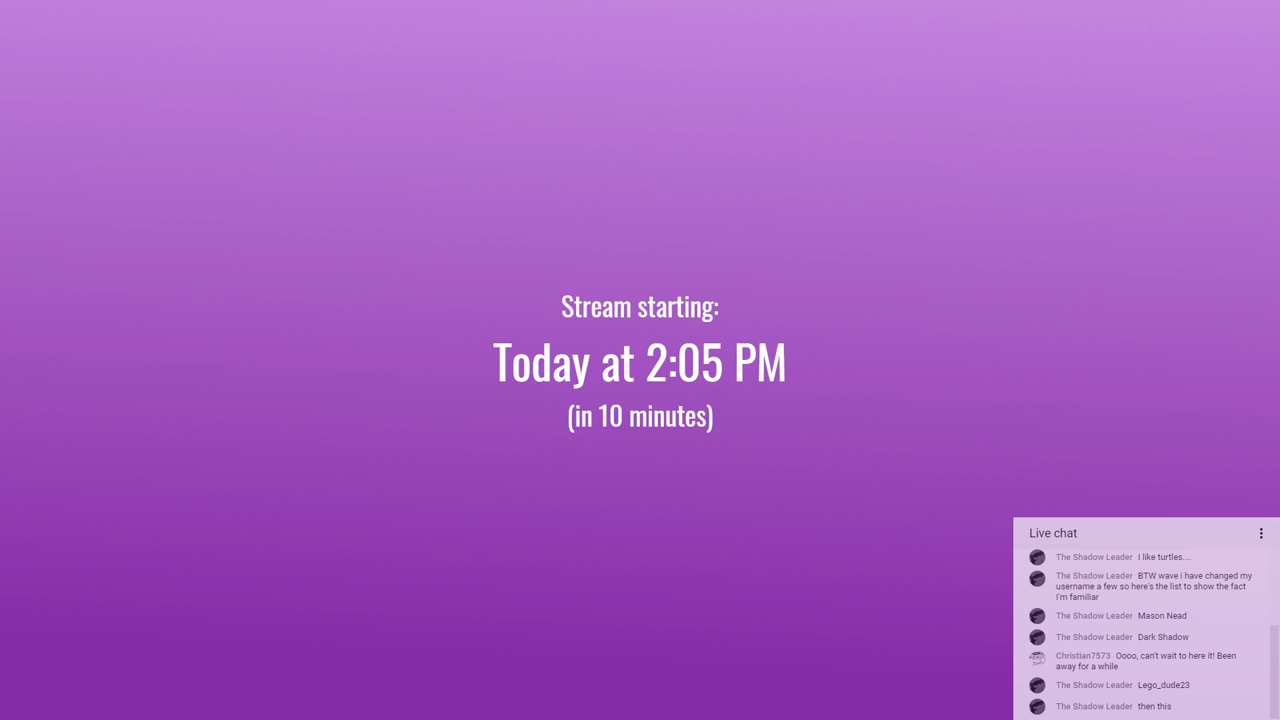 Stream starting:
Today at 2:05 PM
(in 10 minutes)
Live chat
The Shadow Leader I like turtles....
The Shadow Leader BTW wave i have changed my
username a few so here's the list to show the fact
I'm familiar
The Shadow Leader Mason Nead
The Shadow Leader Dark Shadow
Christian7573 Oooo, can't wait to here it! Been
away for a while
The Shadow Leader Lego_dude23
The Shadow Leader then this